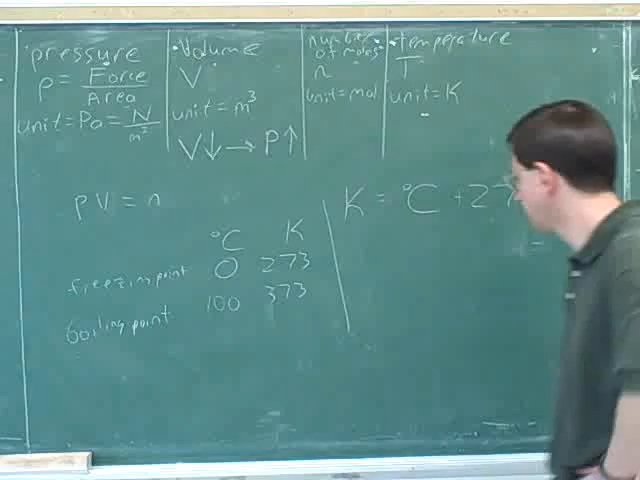 pressure
P = Force
Area
unit = Pa = N
m²
Volume
V
unit = m³
V↓ → P↑
number
of moles
n
unit = mol
temperature
T
unit = K
PV = n
°C K
freezing point 0 273
boiling point 100 373
K = °C + 27